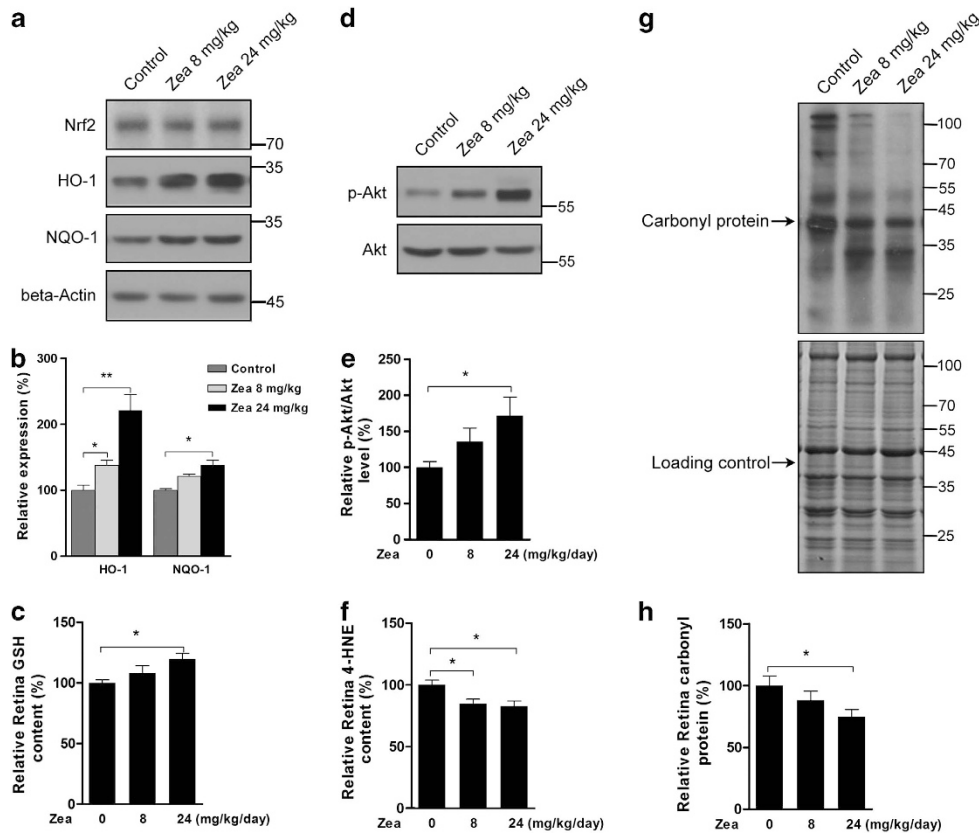 a
Control
Zea 8 mg/kg
Zea 24 mg/kg
Nrf2
70
35
HO-1
35
NQO-1
beta-Actin
45
b
Relative expression (%)
300
200
100
0
**
*
*
Control
Zea 8 mg/kg
Zea 24 mg/kg
HO-1
NQO-1
c
Relative Retina GSH
content (%)
150
100
50
0
*
Zea 0 8 24 (mg/kg/day)
d
Control
Zea 8 mg/kg
Zea 24 mg/kg
p-Akt
55
Akt
55
e
Relative p-Akt/Akt
level (%)
250
200
150
100
50
0
*
Zea 0 8 24 (mg/kg/day)
f
Relative Retina 4-HNE
content (%)
150
100
50
0
*
*
Zea 0 8 24 (mg/kg/day)
g
Control
Zea 8 mg/kg
Zea 24 mg/kg
100
70
55
Carbonyl protein
45
35
25
100
70
55
Loading control
45
35
25
h
Relative Retina carbonyl
protein (%)
150
100
50
0
*
Zea 0 8 24 (mg/kg/day)